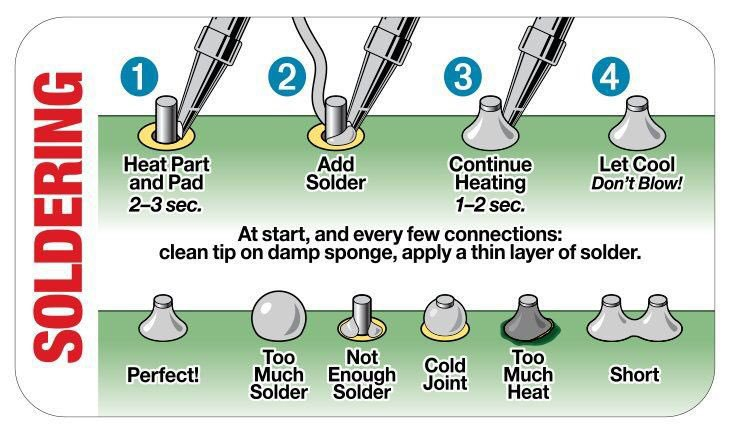 SOLDERING
1
2
3
4
Heat Part
and Pad
2–3 sec.
Add
Solder
Continue
Heating
1–2 sec.
Let Cool
Don't Blow!
At start, and every few connections:
clean tip on damp sponge, apply a thin layer of solder.
Perfect!
Too
Much
Solder
Not
Enough
Solder
Cold
Joint
Too
Much
Heat
Short